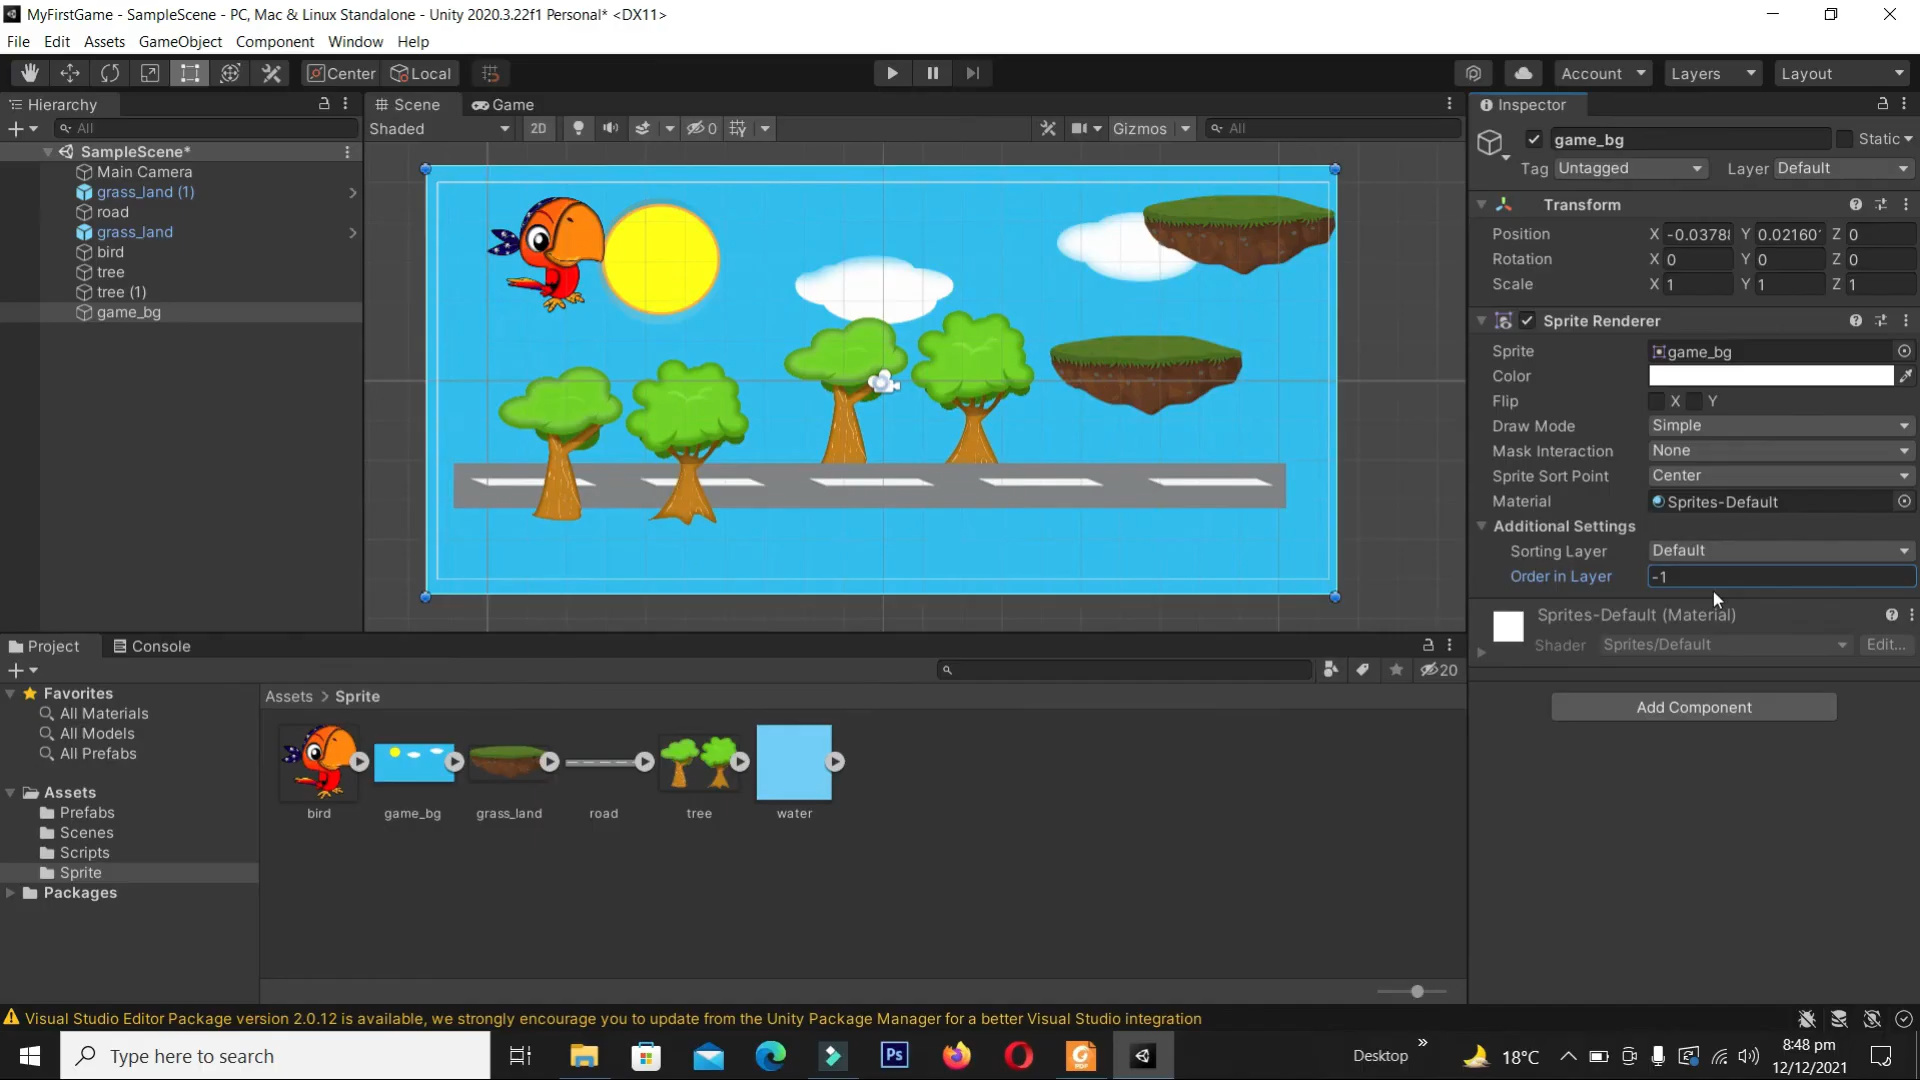 MyFirstGame - SampleScene - PC, Mac & Linux Standalone - Unity 2020.3.22f1 Personal* <DX11>
File Edit Assets GameObject Component Window Help
Center Local Account Layers Layout
Hierarchy
All
SampleScene*
Main Camera
grass_land (1)
road
grass_land
bird
tree
tree (1)
game_bg
Scene Game
Shaded 2D 0 Gizmos All
Inspector
game_bg Static
Tag Untagged Layer Default
Transform
Position X -0.0378 Y 0.02160 Z 0
Rotation X 0 Y 0 Z 0
Scale X 1 Y 1 Z 1
Sprite Renderer
Sprite game_bg
Color
Flip X Y
Draw Mode Simple
Mask Interaction None
Sprite Sort Point Center
Material Sprites-Default
Additional Settings
Sorting Layer Default
Order in Layer -1
Sprites-Default (Material)
Shader Sprites/Default Edit...
Add Component
Project Console
20
Favorites
All Materials
All Models
All Prefabs
Assets
Prefabs
Scenes
Scripts
Sprite
Packages
Assets > Sprite
bird game_bg grass_land road tree water
Visual Studio Editor Package version 2.0.12 is available, we strongly encourage you to update from the Unity Package Manager for a better Visual Studio integration
Type here to search
Ps
PDF
Desktop » 18°C
8:48 pm
12/12/2021